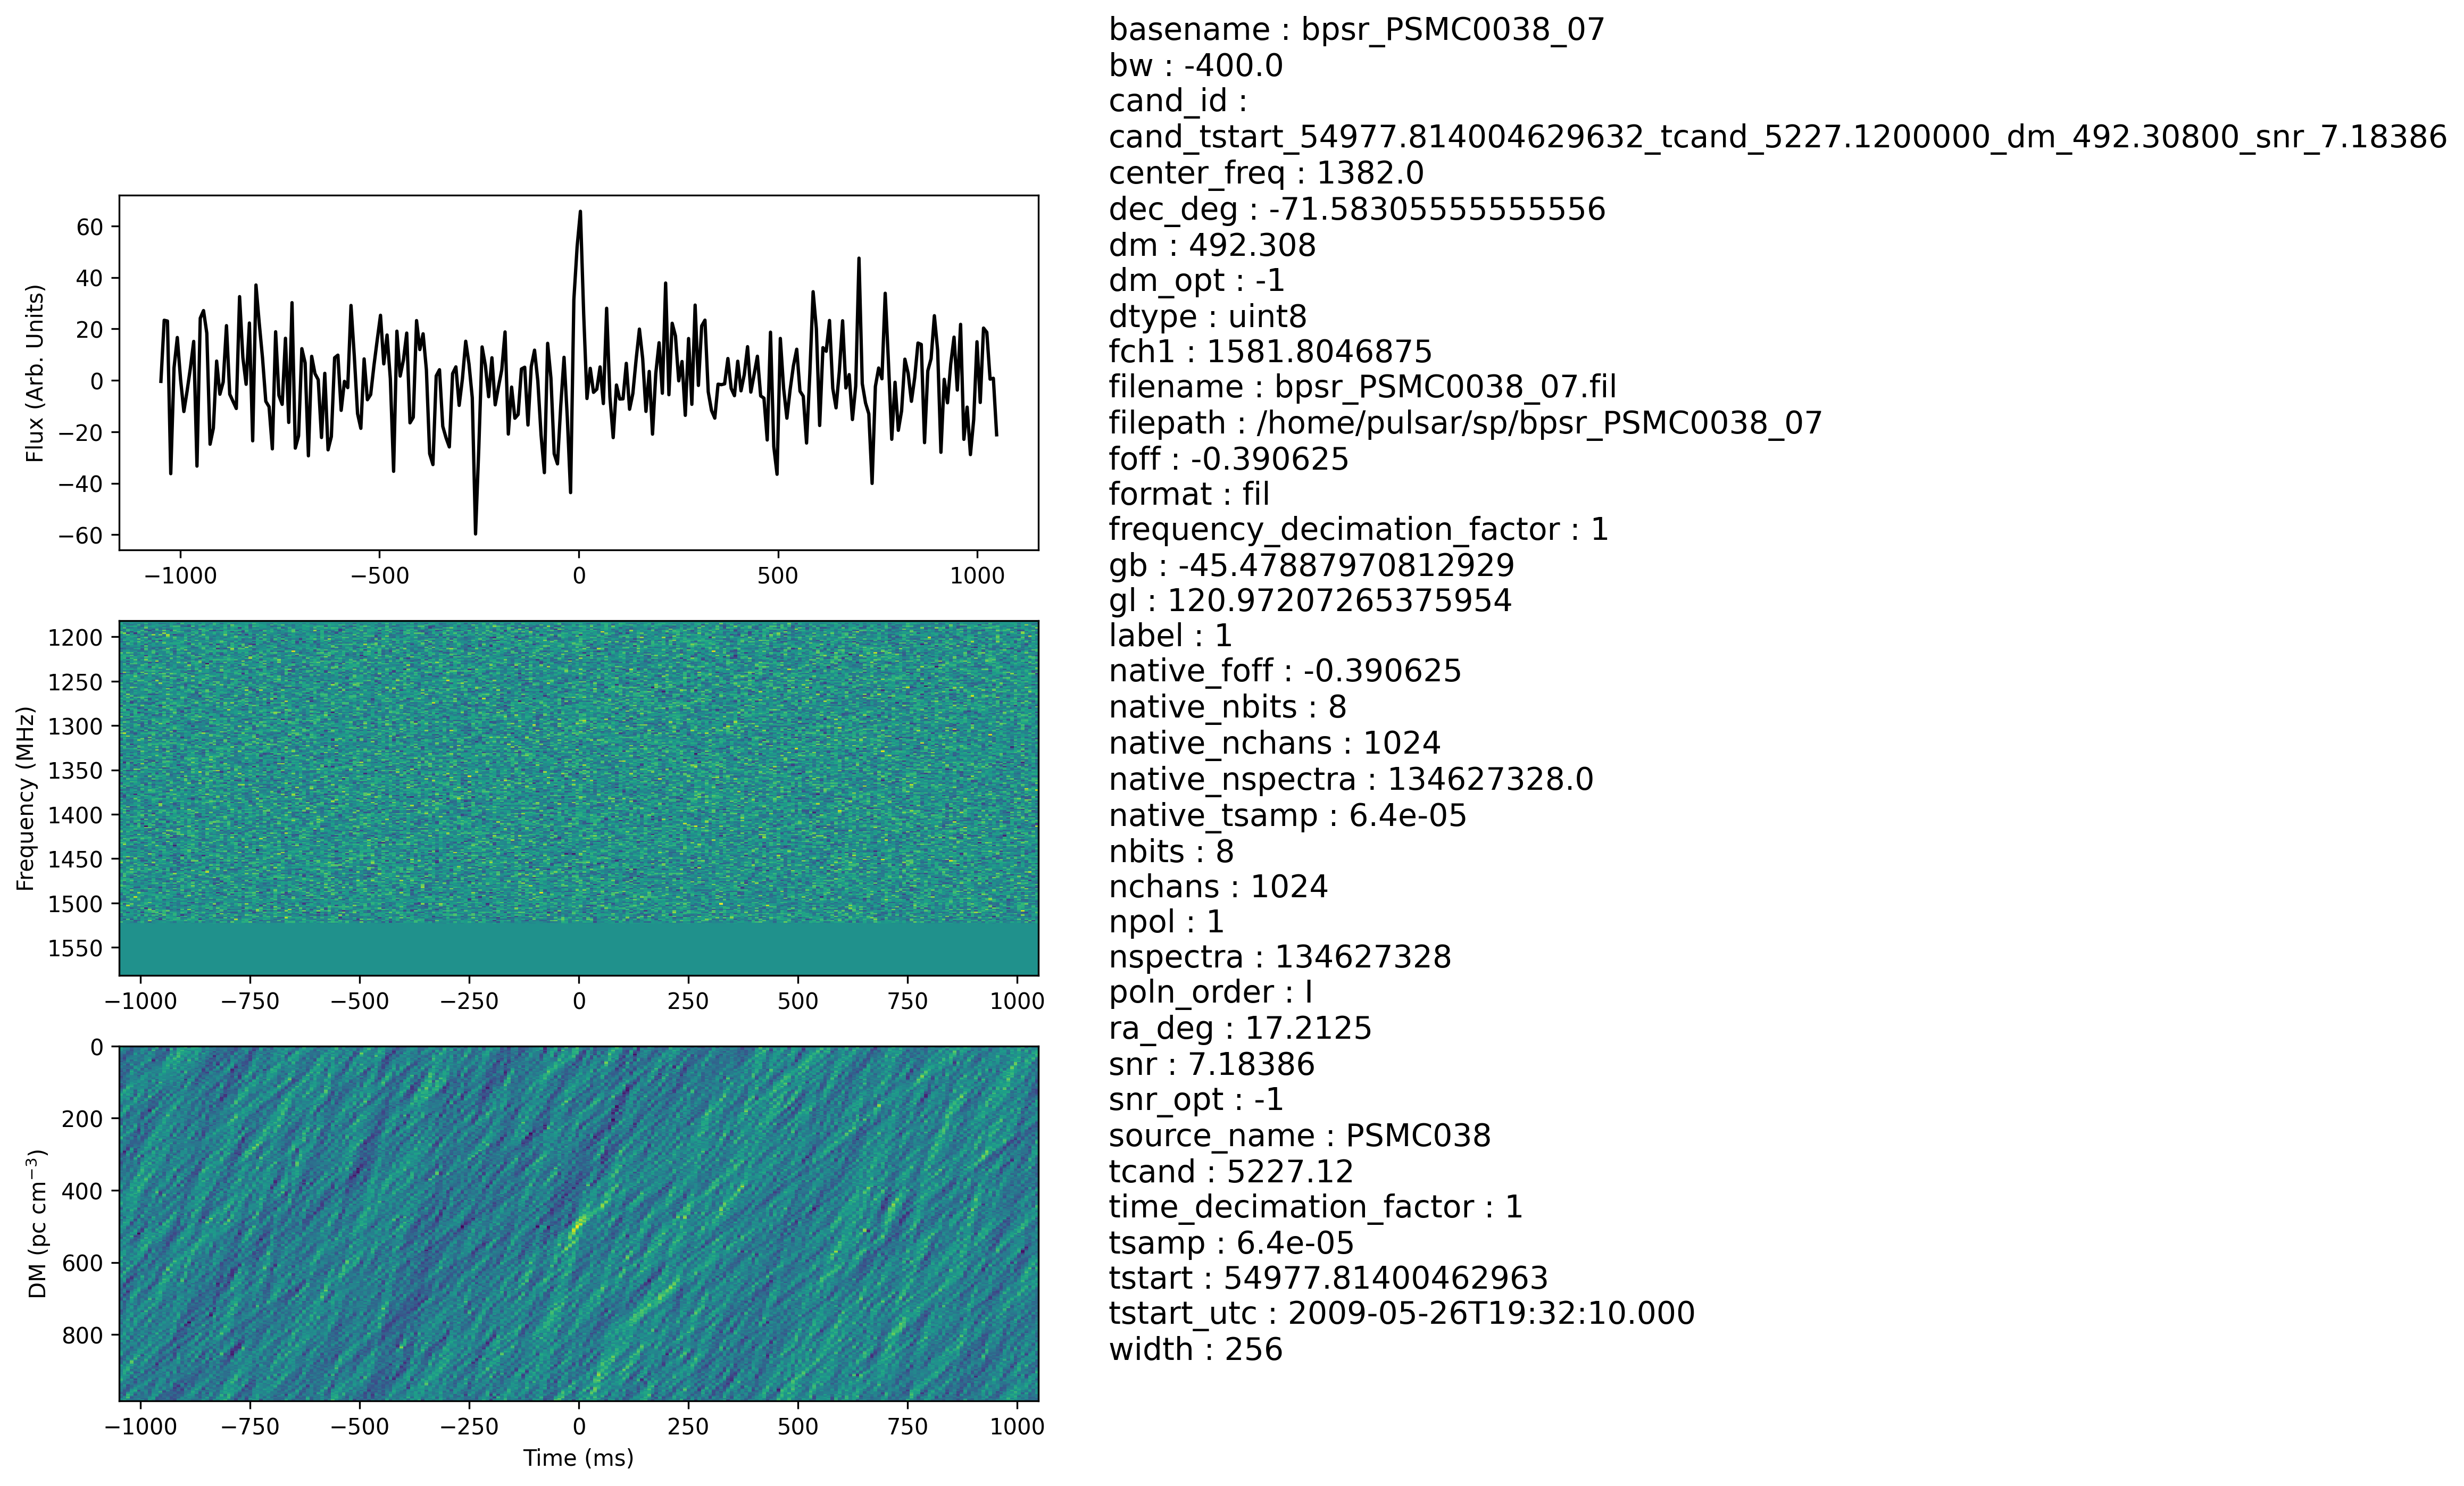 basename : bpsr_PSMC0038_07
bw : -400.0
cand_id :
cand_tstart_54977.814004629632_tcand_5227.1200000_dm_492.30800_snr_7.18386
center_freq : 1382.0
dec_deg : -71.58305555555556
dm : 492.308
dm_opt : -1
dtype : uint8
fch1 : 1581.8046875
filename : bpsr_PSMC0038_07.fil
filepath : /home/pulsar/sp/bpsr_PSMC0038_07
foff : -0.390625
format : fil
frequency_decimation_factor : 1
gb : -45.47887970812929
gl : 120.97207265375954
label : 1
native_foff : -0.390625
native_nbits : 8
native_nchans : 1024
native_nspectra : 134627328.0
native_tsamp : 6.4e-05
nbits : 8
nchans : 1024
npol : 1
nspectra : 134627328
poln_order : I
ra_deg : 17.2125
snr : 7.18386
snr_opt : -1
source_name : PSMC038
tcand : 5227.12
time_decimation_factor : 1
tsamp : 6.4e-05
tstart : 54977.81400462963
tstart_utc : 2009-05-26T19:32:10.000
width : 256
Flux (Arb. Units)
60
40
20
0
−20
−40
−60
−1000 −500 0 500 1000
Frequency (MHz)
1200
1250
1300
1350
1400
1450
1500
1550
−1000 −750 −500 −250 0 250 500 750 1000
DM (pc cm⁻³)
0
200
400
600
800
−1000 −750 −500 −250 0 250 500 750 1000
Time (ms)